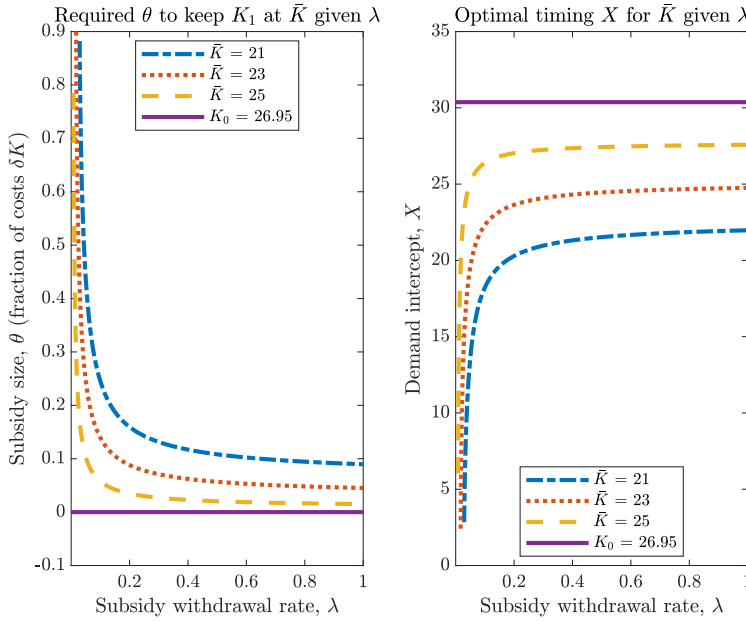 Required θ to keep K₁ at K̄ given λ
0.9
0.8
0.7
0.6
0.5
0.4
0.3
0.2
0.1
0
-0.1
Subsidy size, θ (fraction of costs δK)
K̄ = 21
K̄ = 23
K̄ = 25
K₀ = 26.95
0.2 0.4 0.6 0.8 1
Subsidy withdrawal rate, λ
Optimal timing X for K̄ given λ
35
30
25
20
15
10
5
0
Demand intercept, X
K̄ = 21
K̄ = 23
K̄ = 25
K₀ = 26.95
0.2 0.4 0.6 0.8 1
Subsidy withdrawal rate, λ